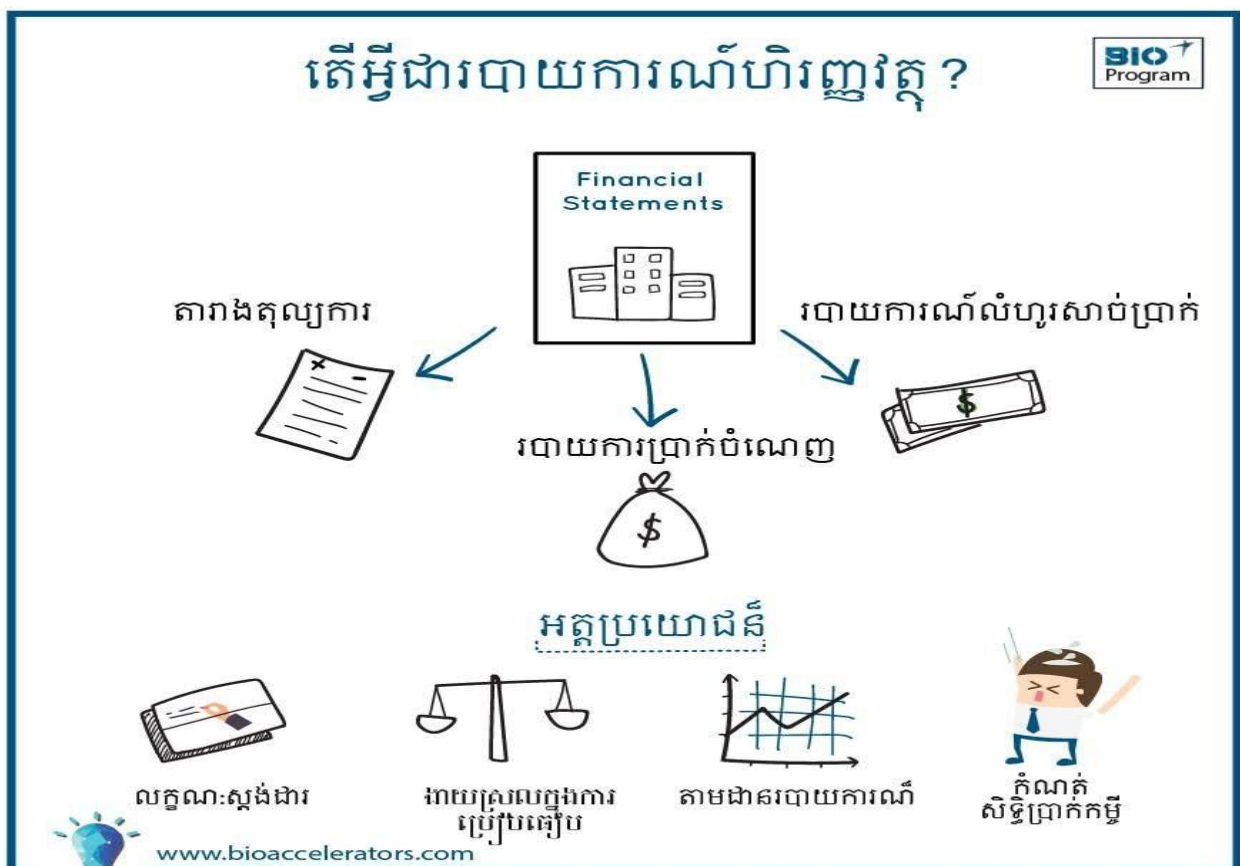 តើអ្វីជារបាយការណ៍ហិរញ្ញវត្ថុ ?
BIO
Program
Financial
Statements
តារាងតុល្យការ
របាយការណ៍លំហូរសាច់ប្រាក់
របាយការប្រាក់ចំណេញ
អត្ថប្រយោជន៏
លក្ខណ:ស្តង់ដារ
ងាយស្រួលក្នុងការ
ប្រៀបធៀប
តាមដានរបាយការណ៏
កំណត់
សិទ្ធិប្រាក់កម្ចី
www.bioaccelerators.com